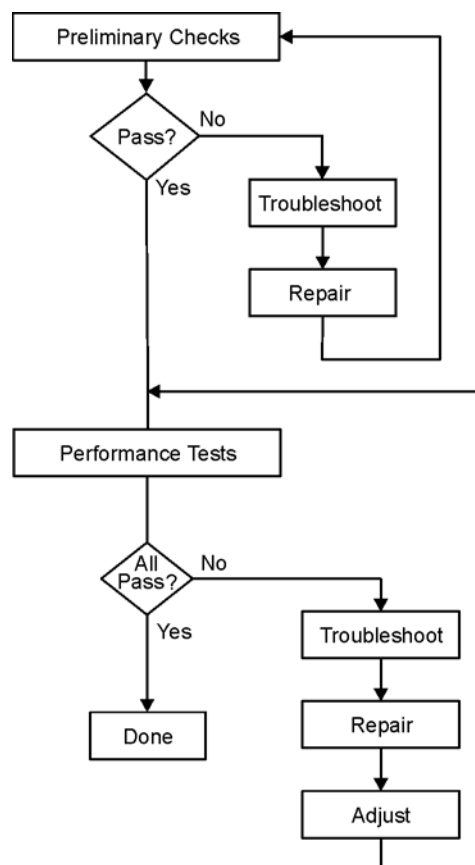 Preliminary Checks
Pass?
No
Yes
Troubleshoot
Repair
Performance Tests
All
Pass?
No
Yes
Troubleshoot
Done
Repair
Adjust